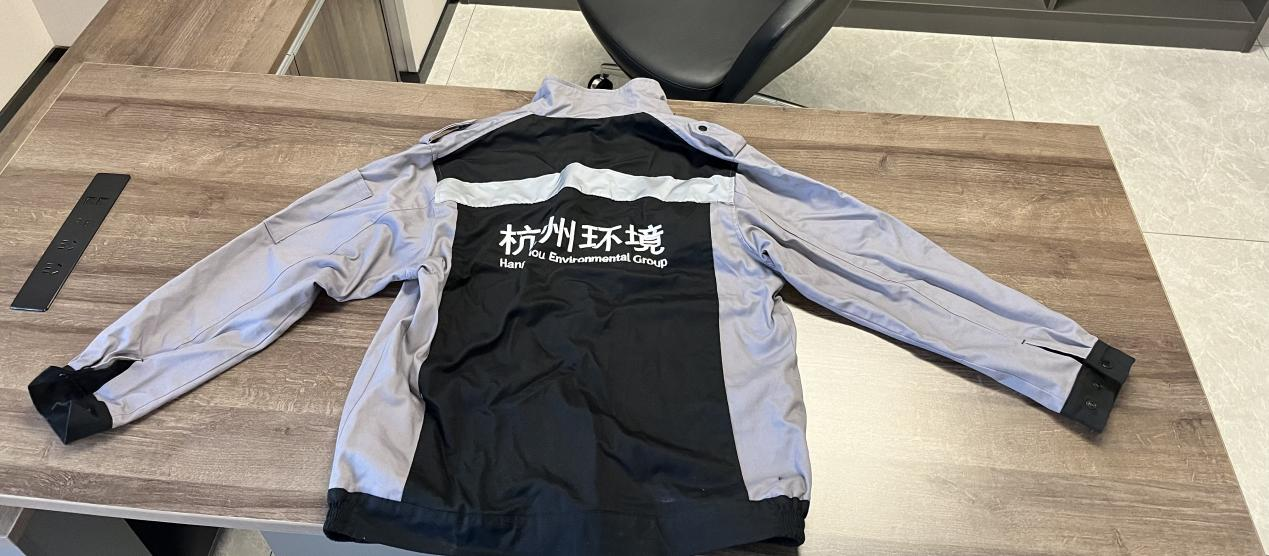 杭州环境
Environmental Group